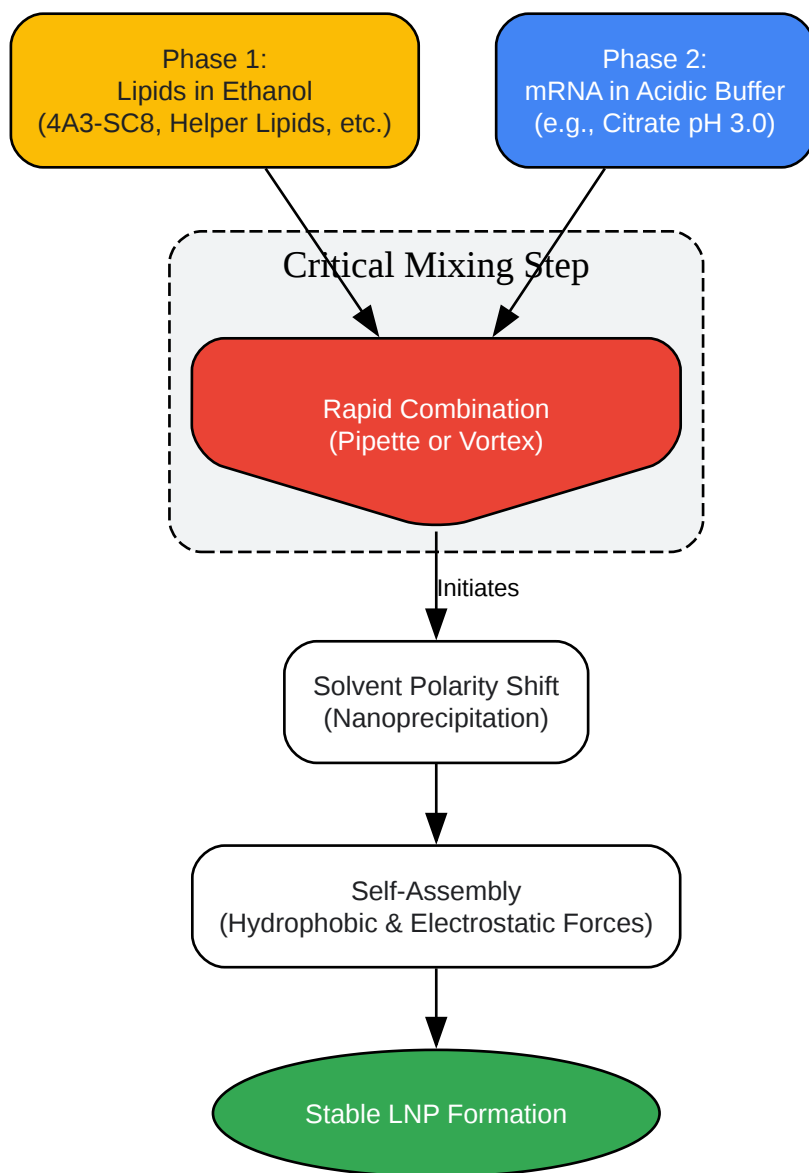 Phase 1:
Lipids in Ethanol
(4A3-SC8, Helper Lipids, etc.)
Phase 2:
mRNA in Acidic Buffer
(e.g., Citrate pH 3.0)
Critical Mixing Step
Rapid Combination
(Pipette or Vortex)
Initiates
Solvent Polarity Shift
(Nanoprecipitation)
Self-Assembly
(Hydrophobic & Electrostatic Forces)
Stable LNP Formation